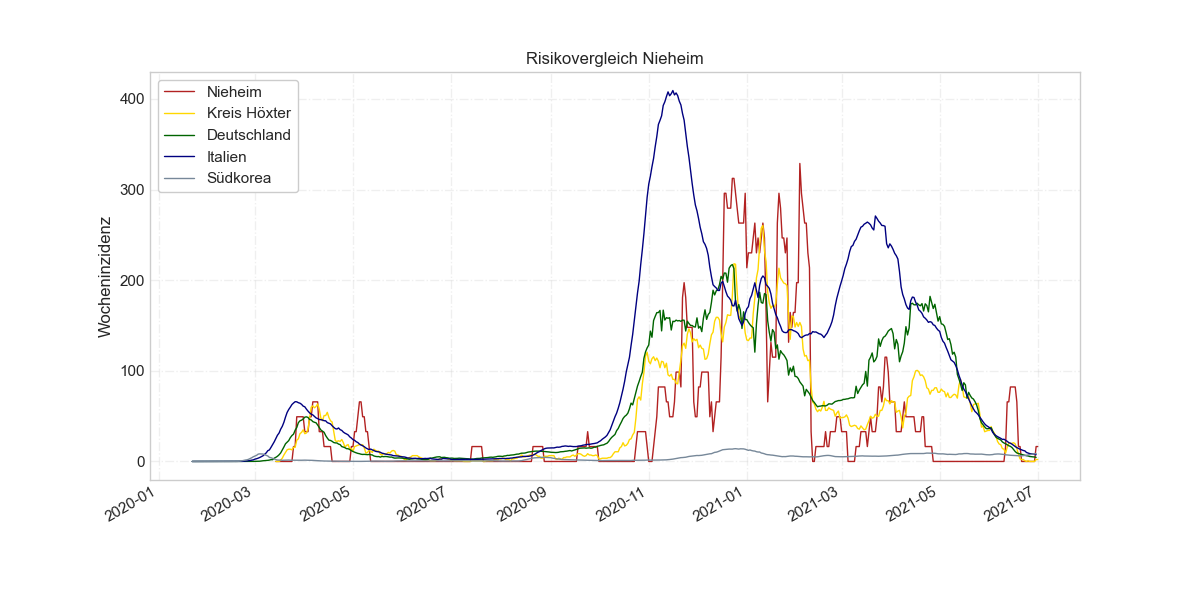 Risikovergleich Nieheim
Nieheim
Kreis Höxter
Deutschland
Italien
Südkorea
Wocheninzidenz
400
300
200
100
0
2020-01
2020-03
2020-05
2020-07
2020-09
2020-11
2021-01
2021-03
2021-05
2021-07